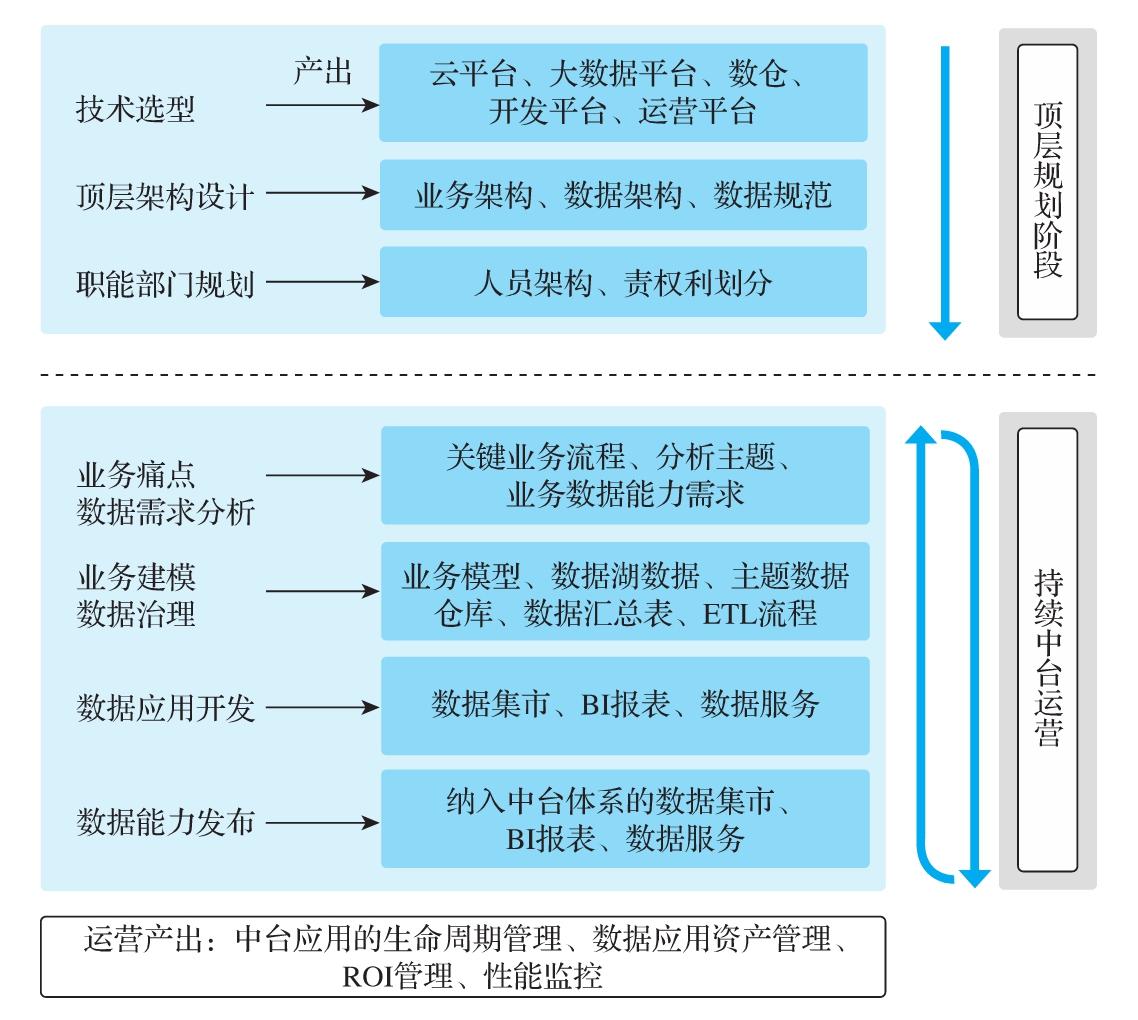 产出
技术选型
云平台、大数据平台、数仓、
开发平台、运营平台
顶层架构设计
业务架构、数据架构、数据规范
职能部门规划
人员架构、责权利划分
顶层规划阶段
业务痛点
数据需求分析
关键业务流程、分析主题、
业务数据能力需求
业务建模
数据治理
业务模型、数据湖数据、主题数据
仓库、数据汇总表、ETL流程
数据应用开发
数据集市、BI报表、数据服务
数据能力发布
纳入中台体系的数据集市、
BI报表、数据服务
持续中台运营
运营产出：中台应用的生命周期管理、数据应用资产管理、
ROI管理、性能监控